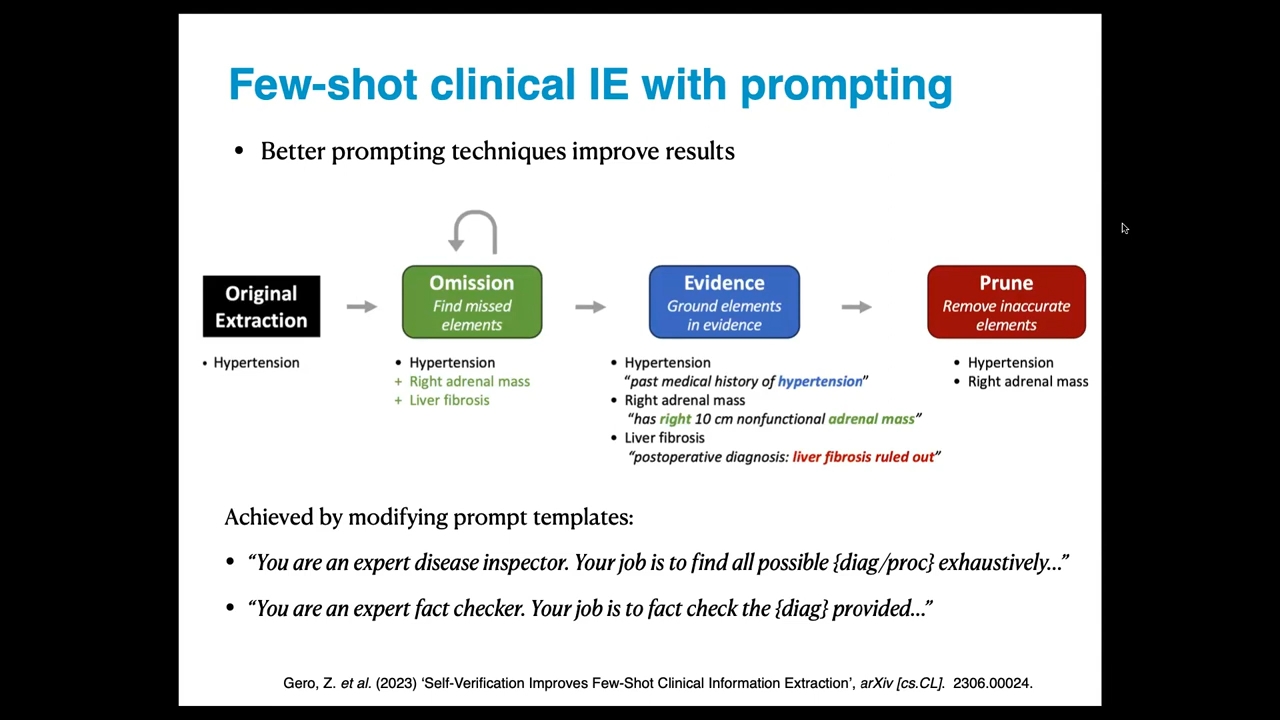 Few-shot clinical IE with prompting
• Better prompting techniques improve results
Original
Extraction
• Hypertension
Omission
Find missed
elements
• Hypertension
+ Right adrenal mass
+ Liver fibrosis
Evidence
Ground elements
in evidence
• Hypertension
“past medical history of hypertension”
• Right adrenal mass
“has right 10 cm nonfunctional adrenal mass”
• Liver fibrosis
“postoperative diagnosis: liver fibrosis ruled out”
Prune
Remove inaccurate
elements
• Hypertension
• Right adrenal mass
Achieved by modifying prompt templates:
• “You are an expert disease inspector. Your job is to find all possible {diag/proc} exhaustively...”
• “You are an expert fact checker. Your job is to fact check the {diag} provided...”
Gero, Z. et al. (2023) ‘Self-Verification Improves Few-Shot Clinical Information Extraction’, arXiv [cs.CL]. 2306.00024.